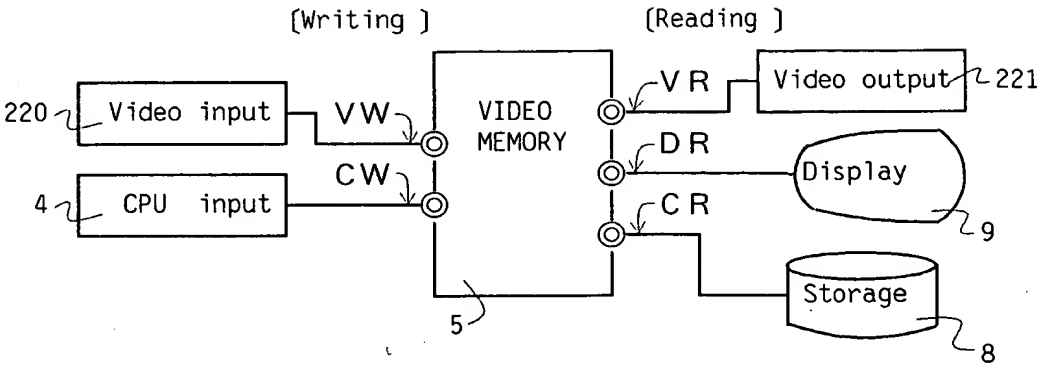 (Writing )
(Reading )
220
Video input
VW
VIDEO
MEMORY
VR
Video output
221
4
CPU input
CW
DR
Display
9
CR
Storage
8
5